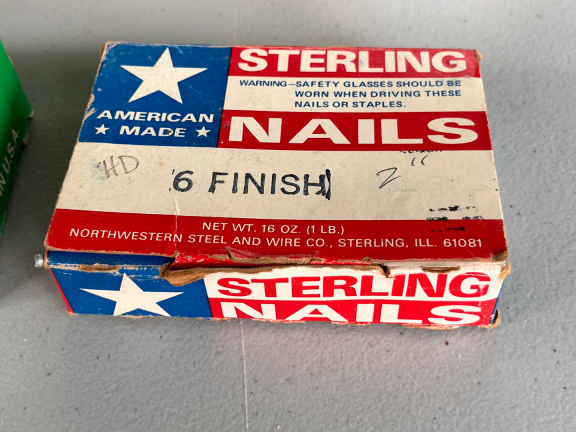 STERLING
WARNING—SAFETY GLASSES SHOULD BE
WORN WHEN DRIVING THESE
NAILS OR STAPLES.
AMERICAN
★ MADE ★
NAILS
HD
6 FINISH
2"
NET WT. 16 OZ. (1 LB.)
NORTHWESTERN STEEL AND WIRE CO., STERLING, ILL. 61081
STERLING
NAILS